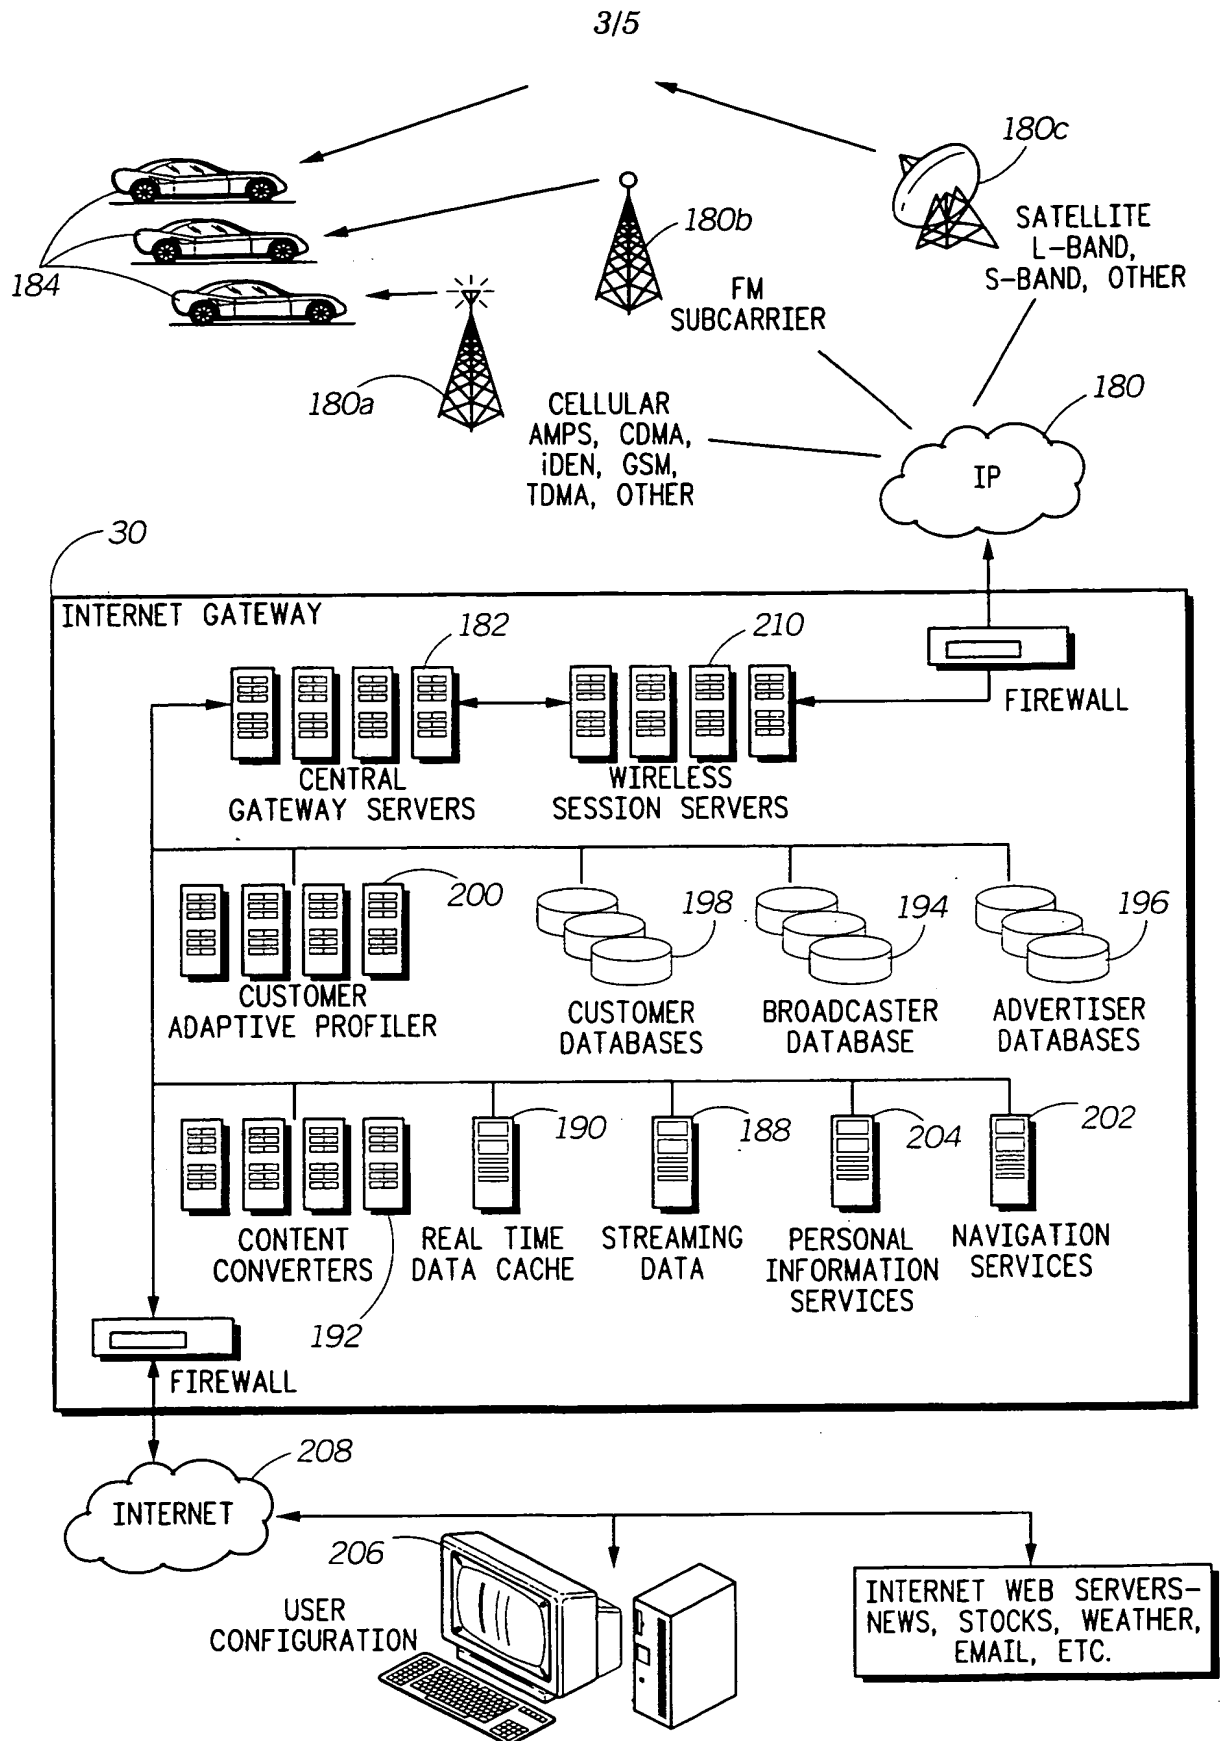 3/5
180c
180b
SATELLITE
L-BAND,
S-BAND, OTHER
184
FM
SUBCARRIER
180a
180
CELLULAR
AMPS, CDMA,
iDEN, GSM,
TDMA, OTHER
IP
30
INTERNET GATEWAY
182
210
FIREWALL
CENTRAL
GATEWAY SERVERS
WIRELESS
SESSION SERVERS
200
198
194
196
CUSTOMER
ADAPTIVE PROFILER
CUSTOMER
DATABASES
BROADCASTER
DATABASE
ADVERTISER
DATABASES
190
188
204
202
CONTENT
CONVERTERS
REAL TIME
DATA CACHE
STREAMING
DATA
PERSONAL
INFORMATION
SERVICES
NAVIGATION
SERVICES
192
FIREWALL
208
INTERNET
206
USER
CONFIGURATION
INTERNET WEB SERVERS-
NEWS, STOCKS, WEATHER,
EMAIL, ETC.